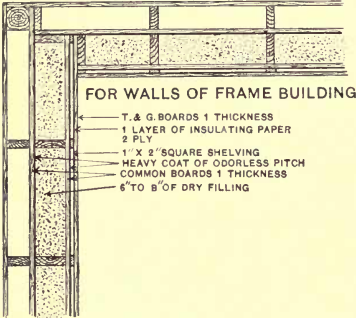 FOR WALLS OF FRAME BUILDING
T. & G. BOARDS 1 THICKNESS
1 LAYER OF INSULATING PAPER
2 PLY
1" X 2" SQUARE SHELVING
HEAVY COAT OF ODORLESS PITCH
COMMON BOARDS 1 THICKNESS
6" TO 8" OF DRY FILLING